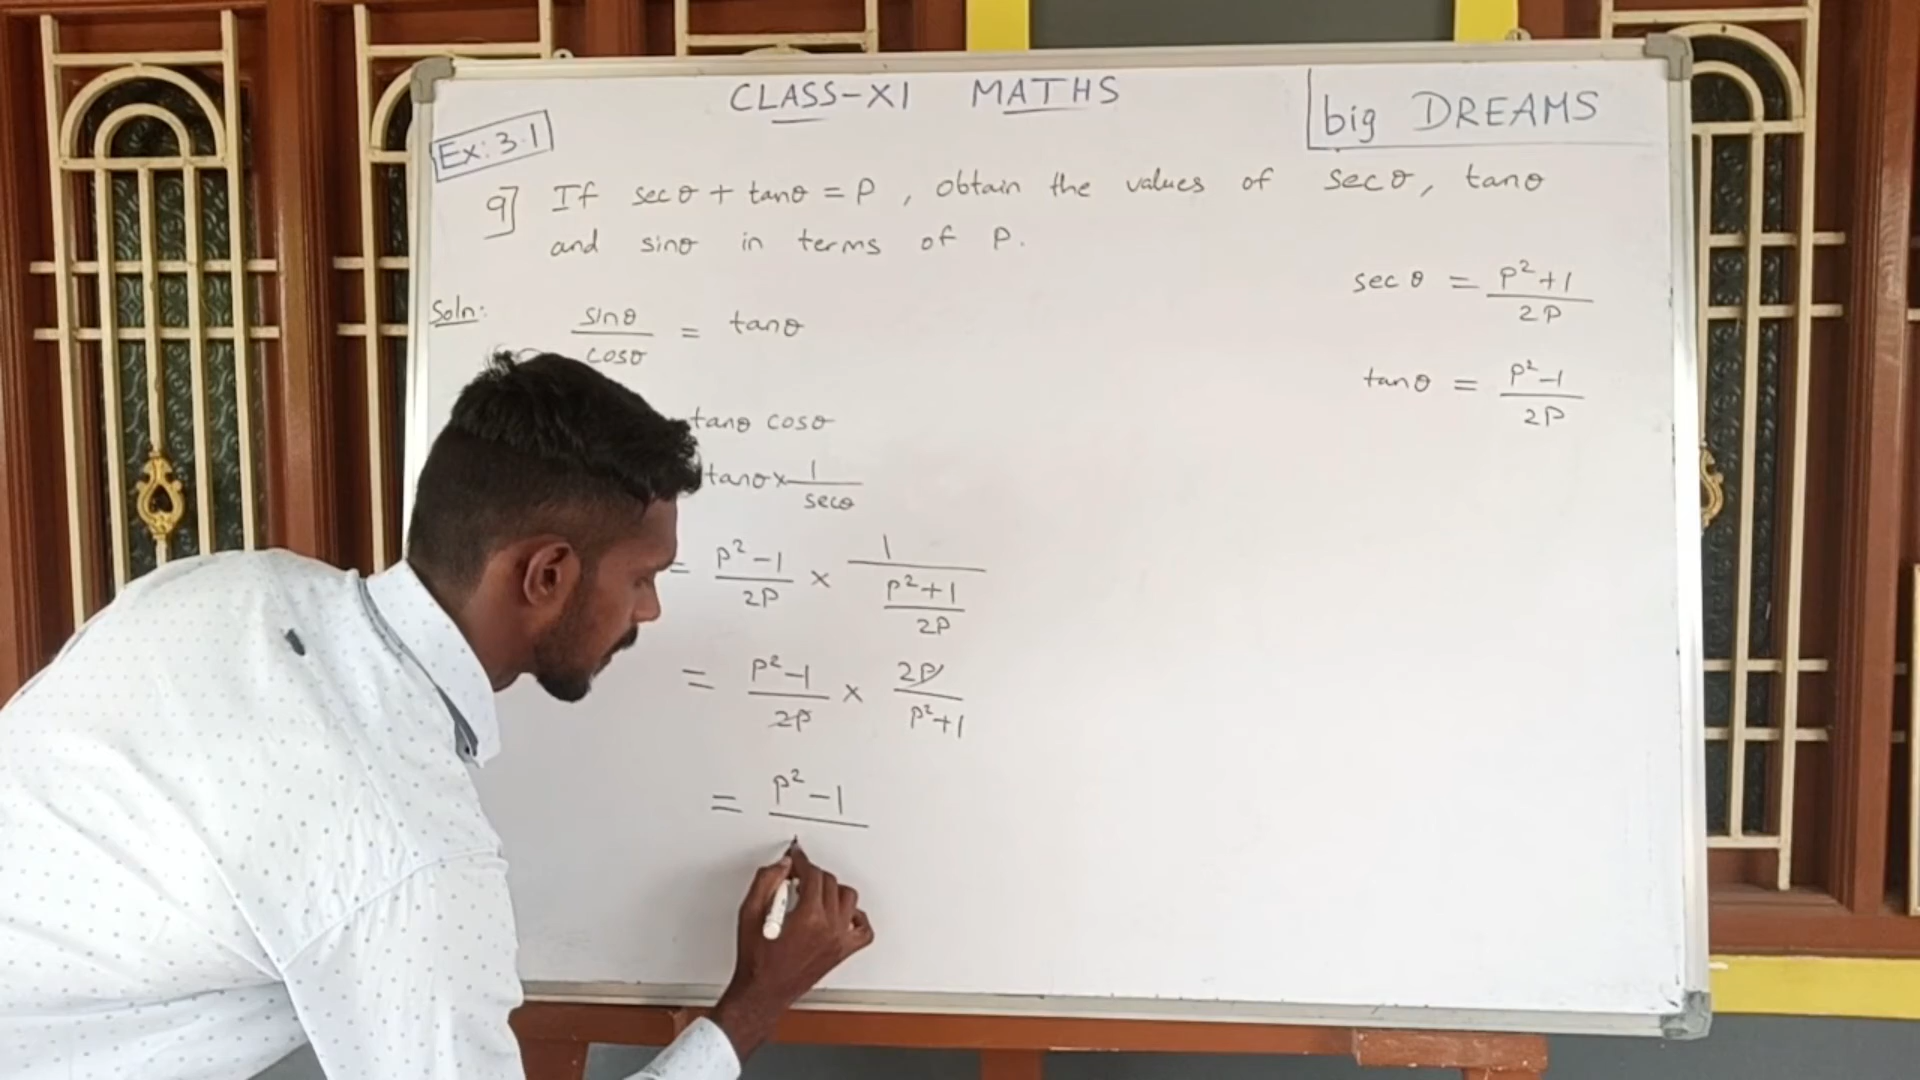 CLASS-XI MATHS
big DREAMS
Ex: 3.1
9] If secθ + tanθ = P, obtain the values of secθ, tanθ
and sinθ in terms of P.
Soln:
sinθ/cosθ = tanθ
tanθ cosθ
tanθ × 1/secθ
= P²-1/2P × 1/(P²+1/2P)
= P²-1/2P × 2P/P²+1
= P²-1
sec θ = P²+1/2P
tan θ = P²-1/2P